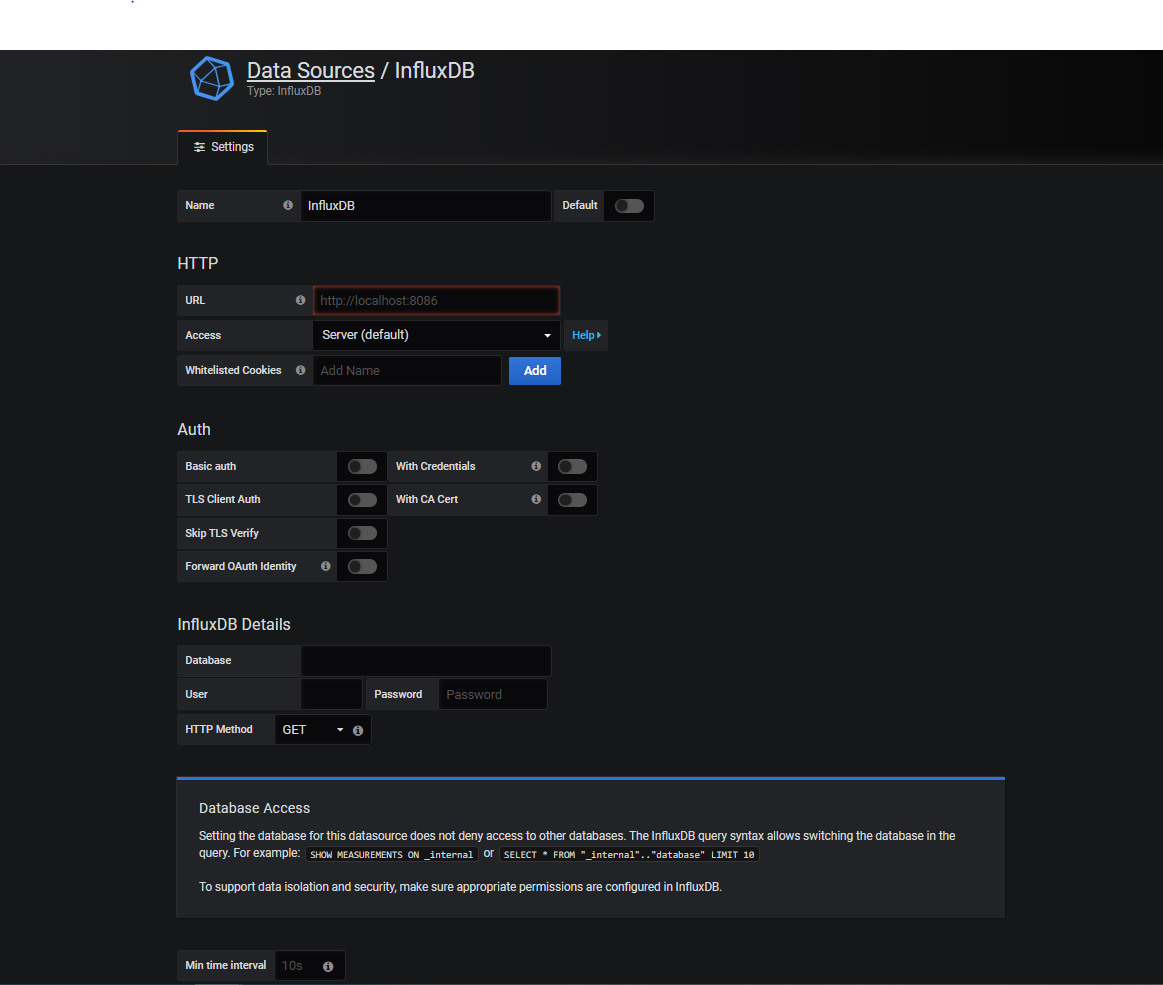 Data Sources / InfluxDB
Type: InfluxDB
Settings
Name InfluxDB Default
HTTP
URL http://localhost:8086
Access Server (default) Help
Whitelisted Cookies Add Name Add
Auth
Basic auth With Credentials
TLS Client Auth With CA Cert
Skip TLS Verify
Forward OAuth Identity
InfluxDB Details
Database
User Password Password
HTTP Method GET
Database Access
Setting the database for this datasource does not deny access to other databases. The InfluxDB query syntax allows switching the database in the
query. For example: SHOW MEASUREMENTS ON _internal or SELECT * FROM "_internal".."database" LIMIT 10
To support data isolation and security, make sure appropriate permissions are configured in InfluxDB.
Min time interval 10s